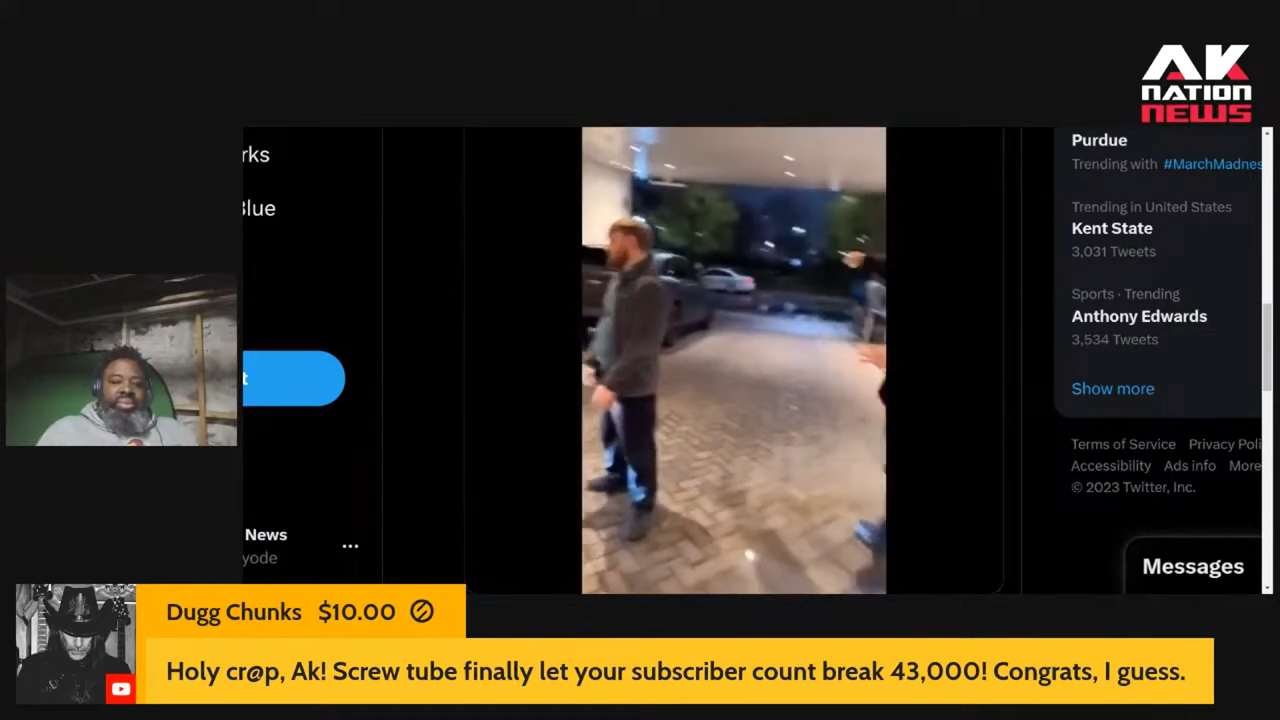 AK
NATION
NEWS
rks
Blue
t
News
yode
Purdue
Trending with #MarchMadnes
Trending in United States
Kent State
3,031 Tweets
Sports · Trending
Anthony Edwards
3,534 Tweets
Show more
Terms of Service Privacy Poli
Accessibility Ads info More
© 2023 Twitter, Inc.
Messages
Dugg Chunks $10.00
Holy cr@p, Ak! Screw tube finally let your subscriber count break 43,000! Congrats, I guess.